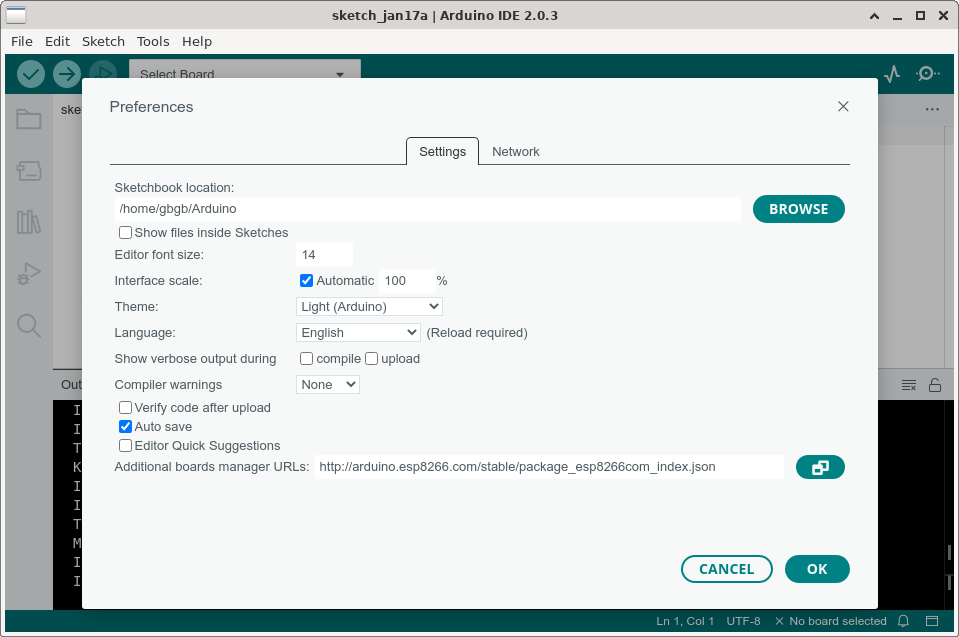 sketch_jan17a | Arduino IDE 2.0.3
File Edit Sketch Tools Help
Select Board
Preferences
Settings Network
Sketchbook location:
/home/gbgb/Arduino
BROWSE
Show files inside Sketches
Editor font size: 14
Interface scale: Automatic 100 %
Theme: Light (Arduino)
Language: English (Reload required)
Show verbose output during compile upload
Compiler warnings None
Verify code after upload
Auto save
Editor Quick Suggestions
Additional boards manager URLs: http://arduino.esp8266.com/stable/package_esp8266com_index.json
CANCEL OK
Ln 1, Col 1 UTF-8 No board selected